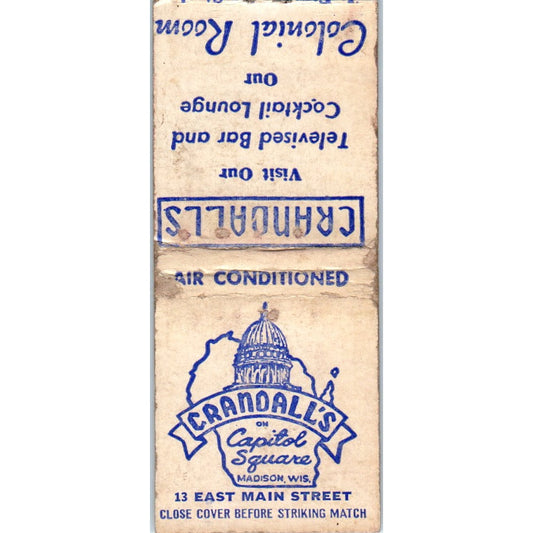 CRANDALL'S
Visit Our
Televised Bar and
Cocktail Lounge
Our
Colonial Room
AIR CONDITIONED
CRANDALL'S
ON
Capitol
Square
MADISON, WIS.
13 EAST MAIN STREET
CLOSE COVER BEFORE STRIKING MATCH